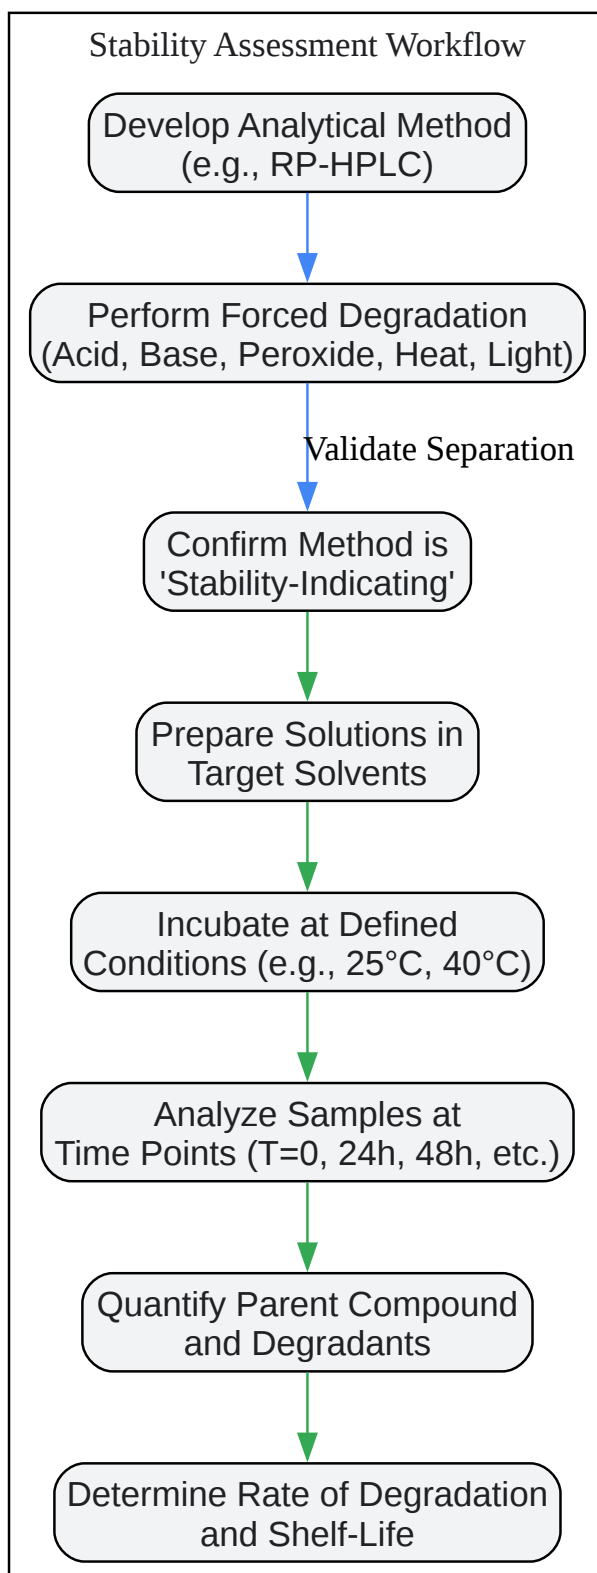 Stability Assessment Workflow
Develop Analytical Method
(e.g., RP-HPLC)
Perform Forced Degradation
(Acid, Base, Peroxide, Heat, Light)
Validate Separation
Confirm Method is
'Stability-Indicating'
Prepare Solutions in
Target Solvents
Incubate at Defined
Conditions (e.g., 25°C, 40°C)
Analyze Samples at
Time Points (T=0, 24h, 48h, etc.)
Quantify Parent Compound
and Degradants
Determine Rate of Degradation
and Shelf-Life